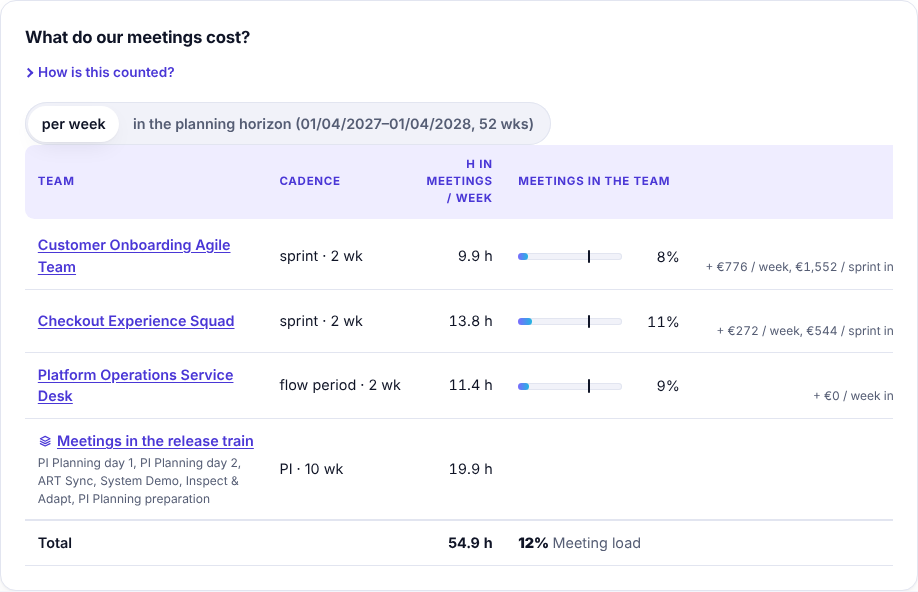 What do our meetings cost?
How is this counted?
per week
in the planning horizon (01/04/2027–01/04/2028, 52 wks)
TEAM
CADENCE
H IN
MEETINGS
/ WEEK
MEETINGS IN THE TEAM
Customer Onboarding Agile
Team
sprint · 2 wk
9.9 h
8%
+ €776 / week, €1,552 / sprint in
Checkout Experience Squad
sprint · 2 wk
13.8 h
11%
+ €272 / week, €544 / sprint in
Platform Operations Service
Desk
flow period · 2 wk
11.4 h
9%
+ €0 / week in
Meetings in the release train
PI Planning day 1, PI Planning day 2,
ART Sync, System Demo, Inspect &
Adapt, PI Planning preparation
PI · 10 wk
19.9 h
Total
54.9 h
12% Meeting load